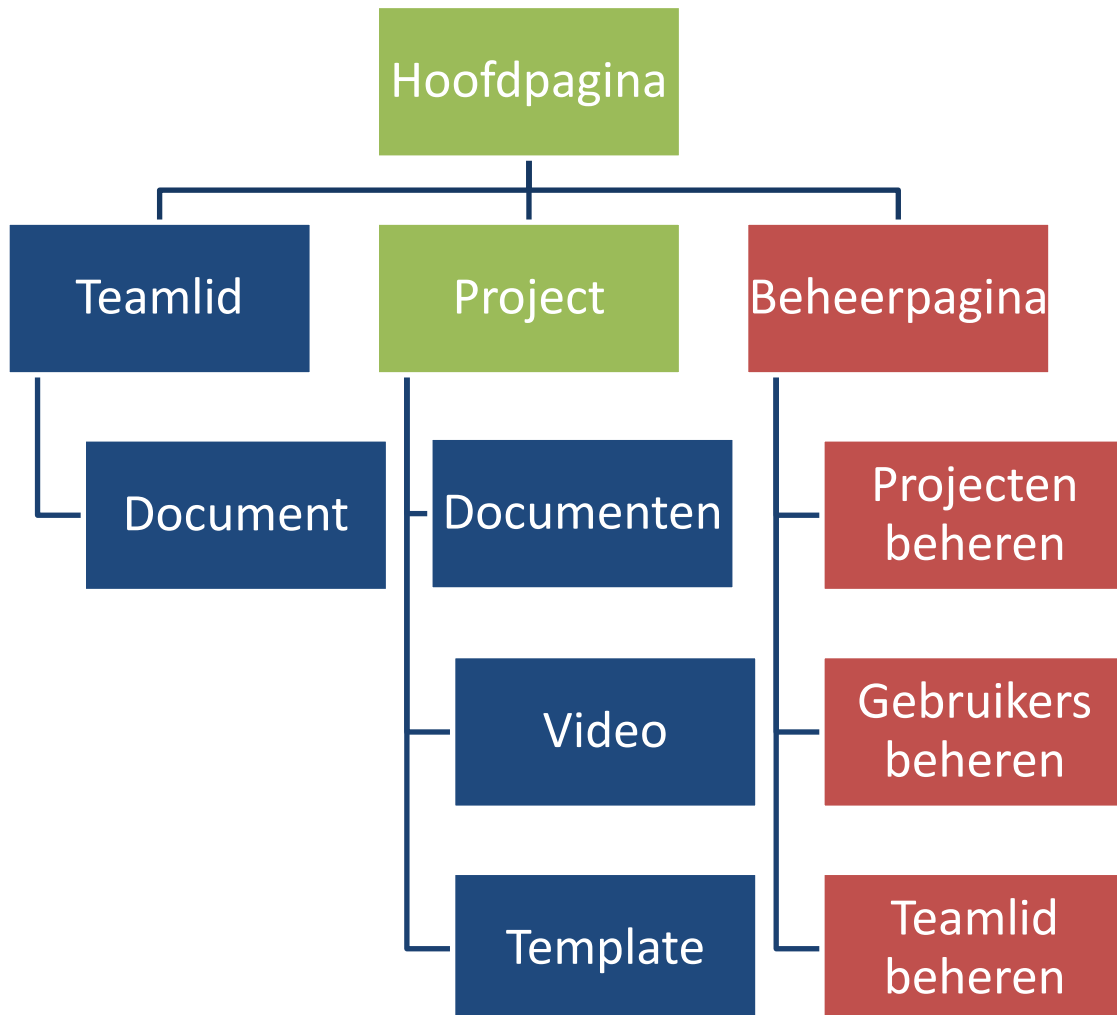 Hoofdpagina
Teamlid
Project
Beheerpagina
Document
Documenten
Projecten
beheren
Video
Gebruikers
beheren
Template
Teamlid
beheren